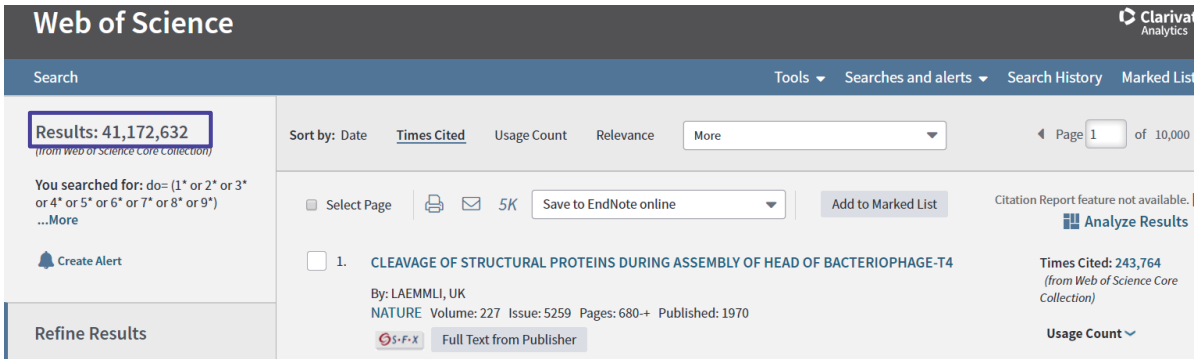 Web of Science
Clarivat
Analytics
Search
Tools
Searches and alerts
Search History
Marked List
Results: 41,172,632
(from Web of Science Core Collection)
You searched for: do= (1* or 2* or 3*
or 4* or 5* or 6* or 7* or 8* or 9*)
...More
Create Alert
Refine Results
Sort by: Date Times Cited Usage Count Relevance More
Page 1 of 10,000
Select Page 5K Save to EndNote online Add to Marked List
Citation Report feature not available. [
Analyze Results
1. CLEAVAGE OF STRUCTURAL PROTEINS DURING ASSEMBLY OF HEAD OF BACTERIOPHAGE-T4
By: LAEMMLI, UK
NATURE Volume: 227 Issue: 5259 Pages: 680-+ Published: 1970
S·F·X Full Text from Publisher
Times Cited: 243,764
(from Web of Science Core
Collection)
Usage Count